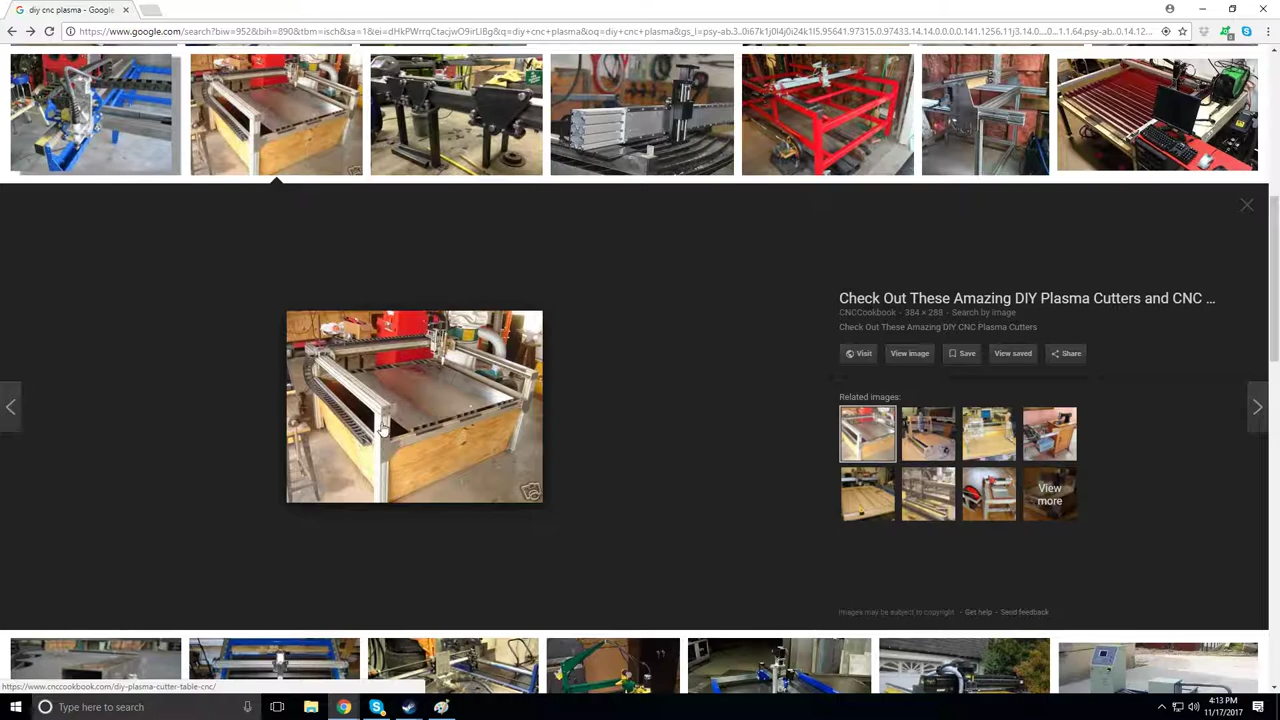 diy cnc plasma - Google
https://www.google.com/search?biw=952&bih=890&tbm=isch&sa=1&ei=dHkPWrrqCtacjwO9irLIBg&q=diy+cnc+plasma&oq=diy+cnc+plasma&gs_l=psy-ab.3..0i67k1j0l4j0i24k1l5.95641.97315.0.97433.14.14.0.0.0.0.141.1256.11j3.14.0....0...1.1.64.psy-ab..0.14.12...
Check Out These Amazing DIY Plasma Cutters and CNC ...
CNCCookbook - 384 × 288 - Search by image
Check Out These Amazing DIY CNC Plasma Cutters
Visit View image Save View saved Share
Related images:
View more
Images may be subject to copyright - Get help - Send feedback
https://www.cnccookbook.com/diy-plasma-cutter-table-cnc/
Type here to search
4:13 PM
11/17/2017